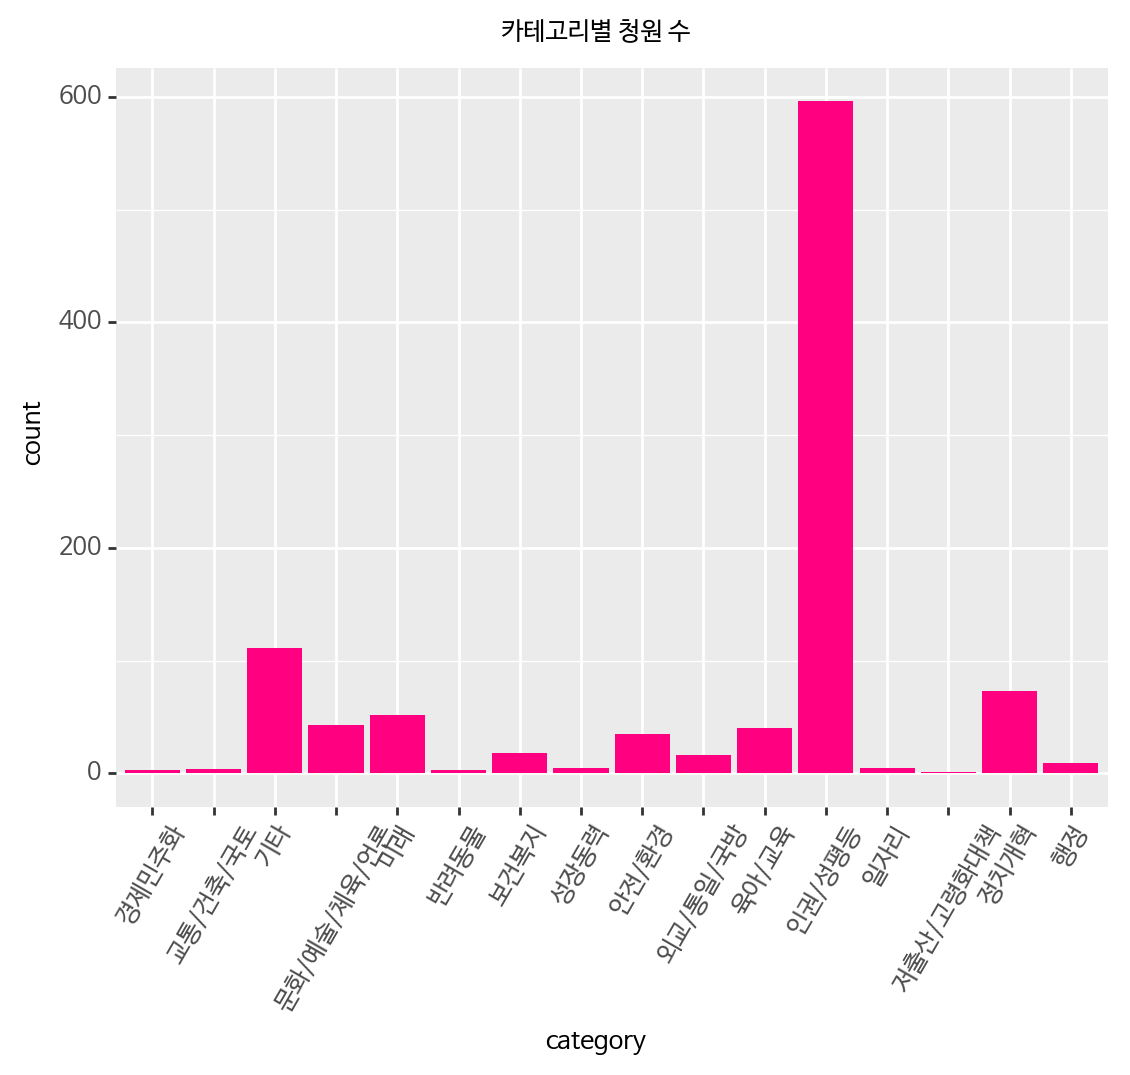 카테고리별 청원 수
600
400
200
0
count
경제민주화
교통/건축/국토
기타
문화/예술/체육/언론
미래
반려동물
보건복지
성장동력
안전/환경
외교/통일/국방
육아/교육
인권/성평등
일자리
저출산/고령화대책
정치개혁
행정
category